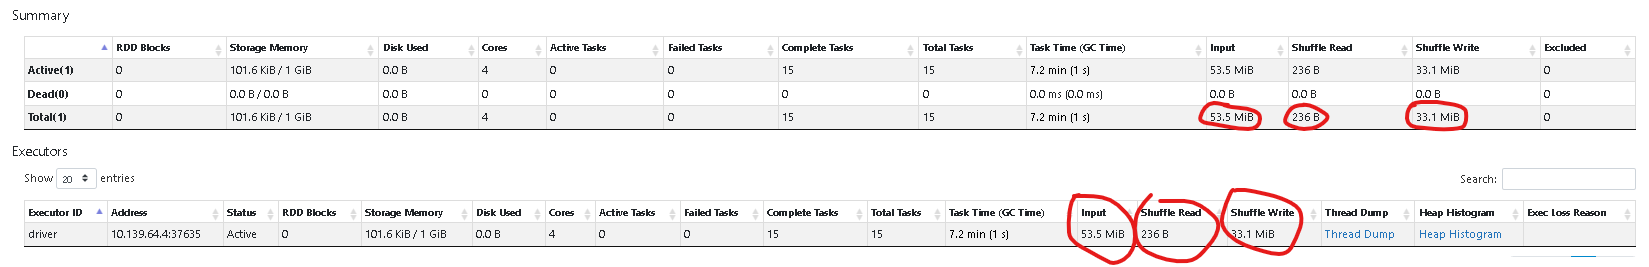 Summary
RDD Blocks Storage Memory Disk Used Cores Active Tasks Failed Tasks Complete Tasks Total Tasks Task Time (GC Time) Input Shuffle Read Shuffle Write Excluded
Active(1) 0 101.6 KiB / 1 GiB 0.0 B 4 0 0 15 15 7.2 min (1 s) 53.5 MiB 236 B 33.1 MiB 0
Dead(0) 0 0.0 B / 0.0 B 0.0 B 0 0 0 0 0 0.0 ms (0.0 ms) 0.0 B 0.0 B 0.0 B 0
Total(1) 0 101.6 KiB / 1 GiB 0.0 B 4 0 0 15 15 7.2 min (1 s) 53.5 MiB 236 B 33.1 MiB 0
Executors
Show 20 entries Search:
Executor ID Address Status RDD Blocks Storage Memory Disk Used Cores Active Tasks Failed Tasks Complete Tasks Total Tasks Task Time (GC Time) Input Shuffle Read Shuffle Write Thread Dump Heap Histogram Exec Loss Reason
driver 10.139.64.4:37635 Active 0 101.6 KiB / 1 GiB 0.0 B 4 0 0 15 15 7.2 min (1 s) 53.5 MiB 236 B 33.1 MiB Thread Dump Heap Histogram